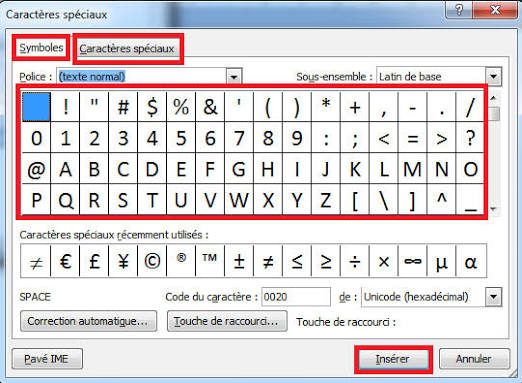 Caractères spéciaux
?
Symboles Caractères spéciaux
Police : (texte normal) Sous-ensemble : Latin de base
! " # $ % & ' ( ) * + , - . /
0 1 2 3 4 5 6 7 8 9 : ; < = > ?
@ A B C D E F G H I J K L M N O
P Q R S T U V W X Y Z [ \ ] ^ _
Caractères spéciaux récemment utilisés :
≠ € £ ¥ © ® ™ ± ≠ ≤ ≥ ÷ × ∞ µ α
SPACE Code du caractère : 0020 de : Unicode (hexadécimal)
Correction automatique... Touche de raccourci... Touche de raccourci :
Pavé IME Insérer Annuler